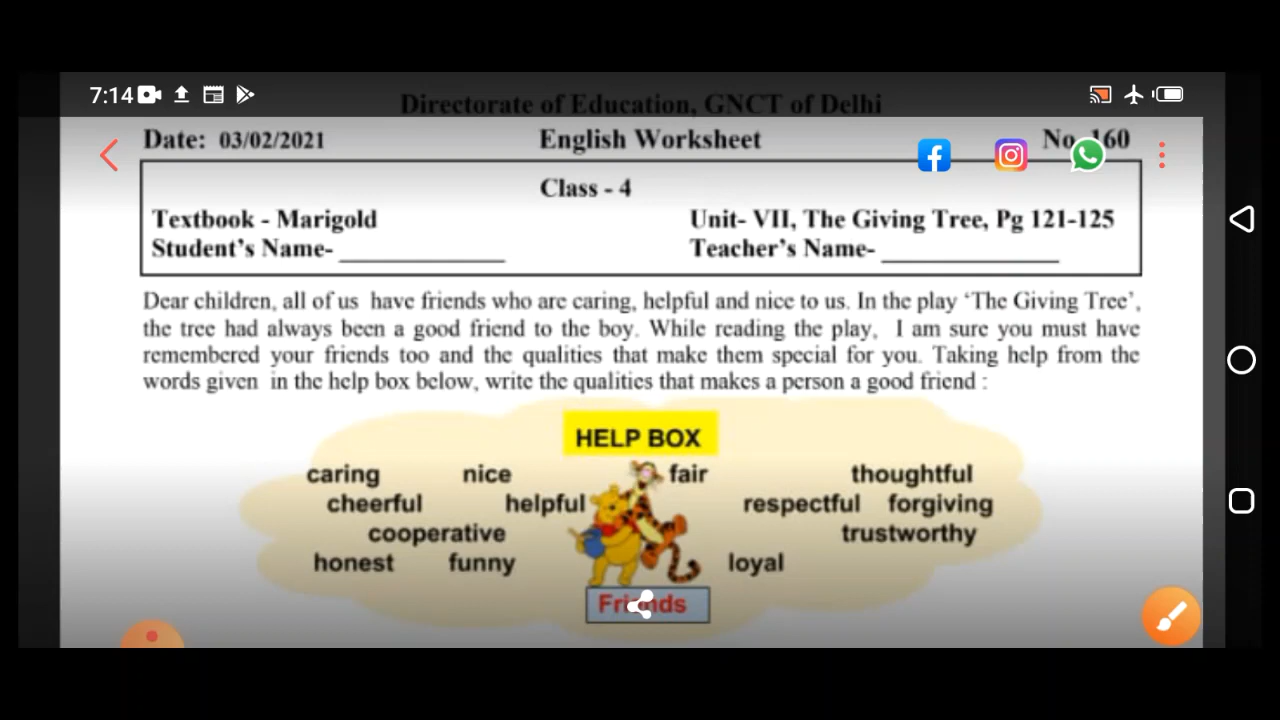 7:14
Directorate of Education, GNCT of Delhi
Date: 03/02/2021 English Worksheet No 160
Class - 4
Textbook - Marigold Unit- VII, The Giving Tree, Pg 121-125
Student's Name- ____________ Teacher's Name- ____________
Dear children, all of us have friends who are caring, helpful and nice to us. In the play ‘The Giving Tree’,
the tree had always been a good friend to the boy. While reading the play, I am sure you must have
remembered your friends too and the qualities that make them special for you. Taking help from the
words given in the help box below, write the qualities that makes a person a good friend :
HELP BOX
caring nice fair thoughtful
cheerful helpful respectful forgiving
cooperative trustworthy
honest funny loyal
Friends